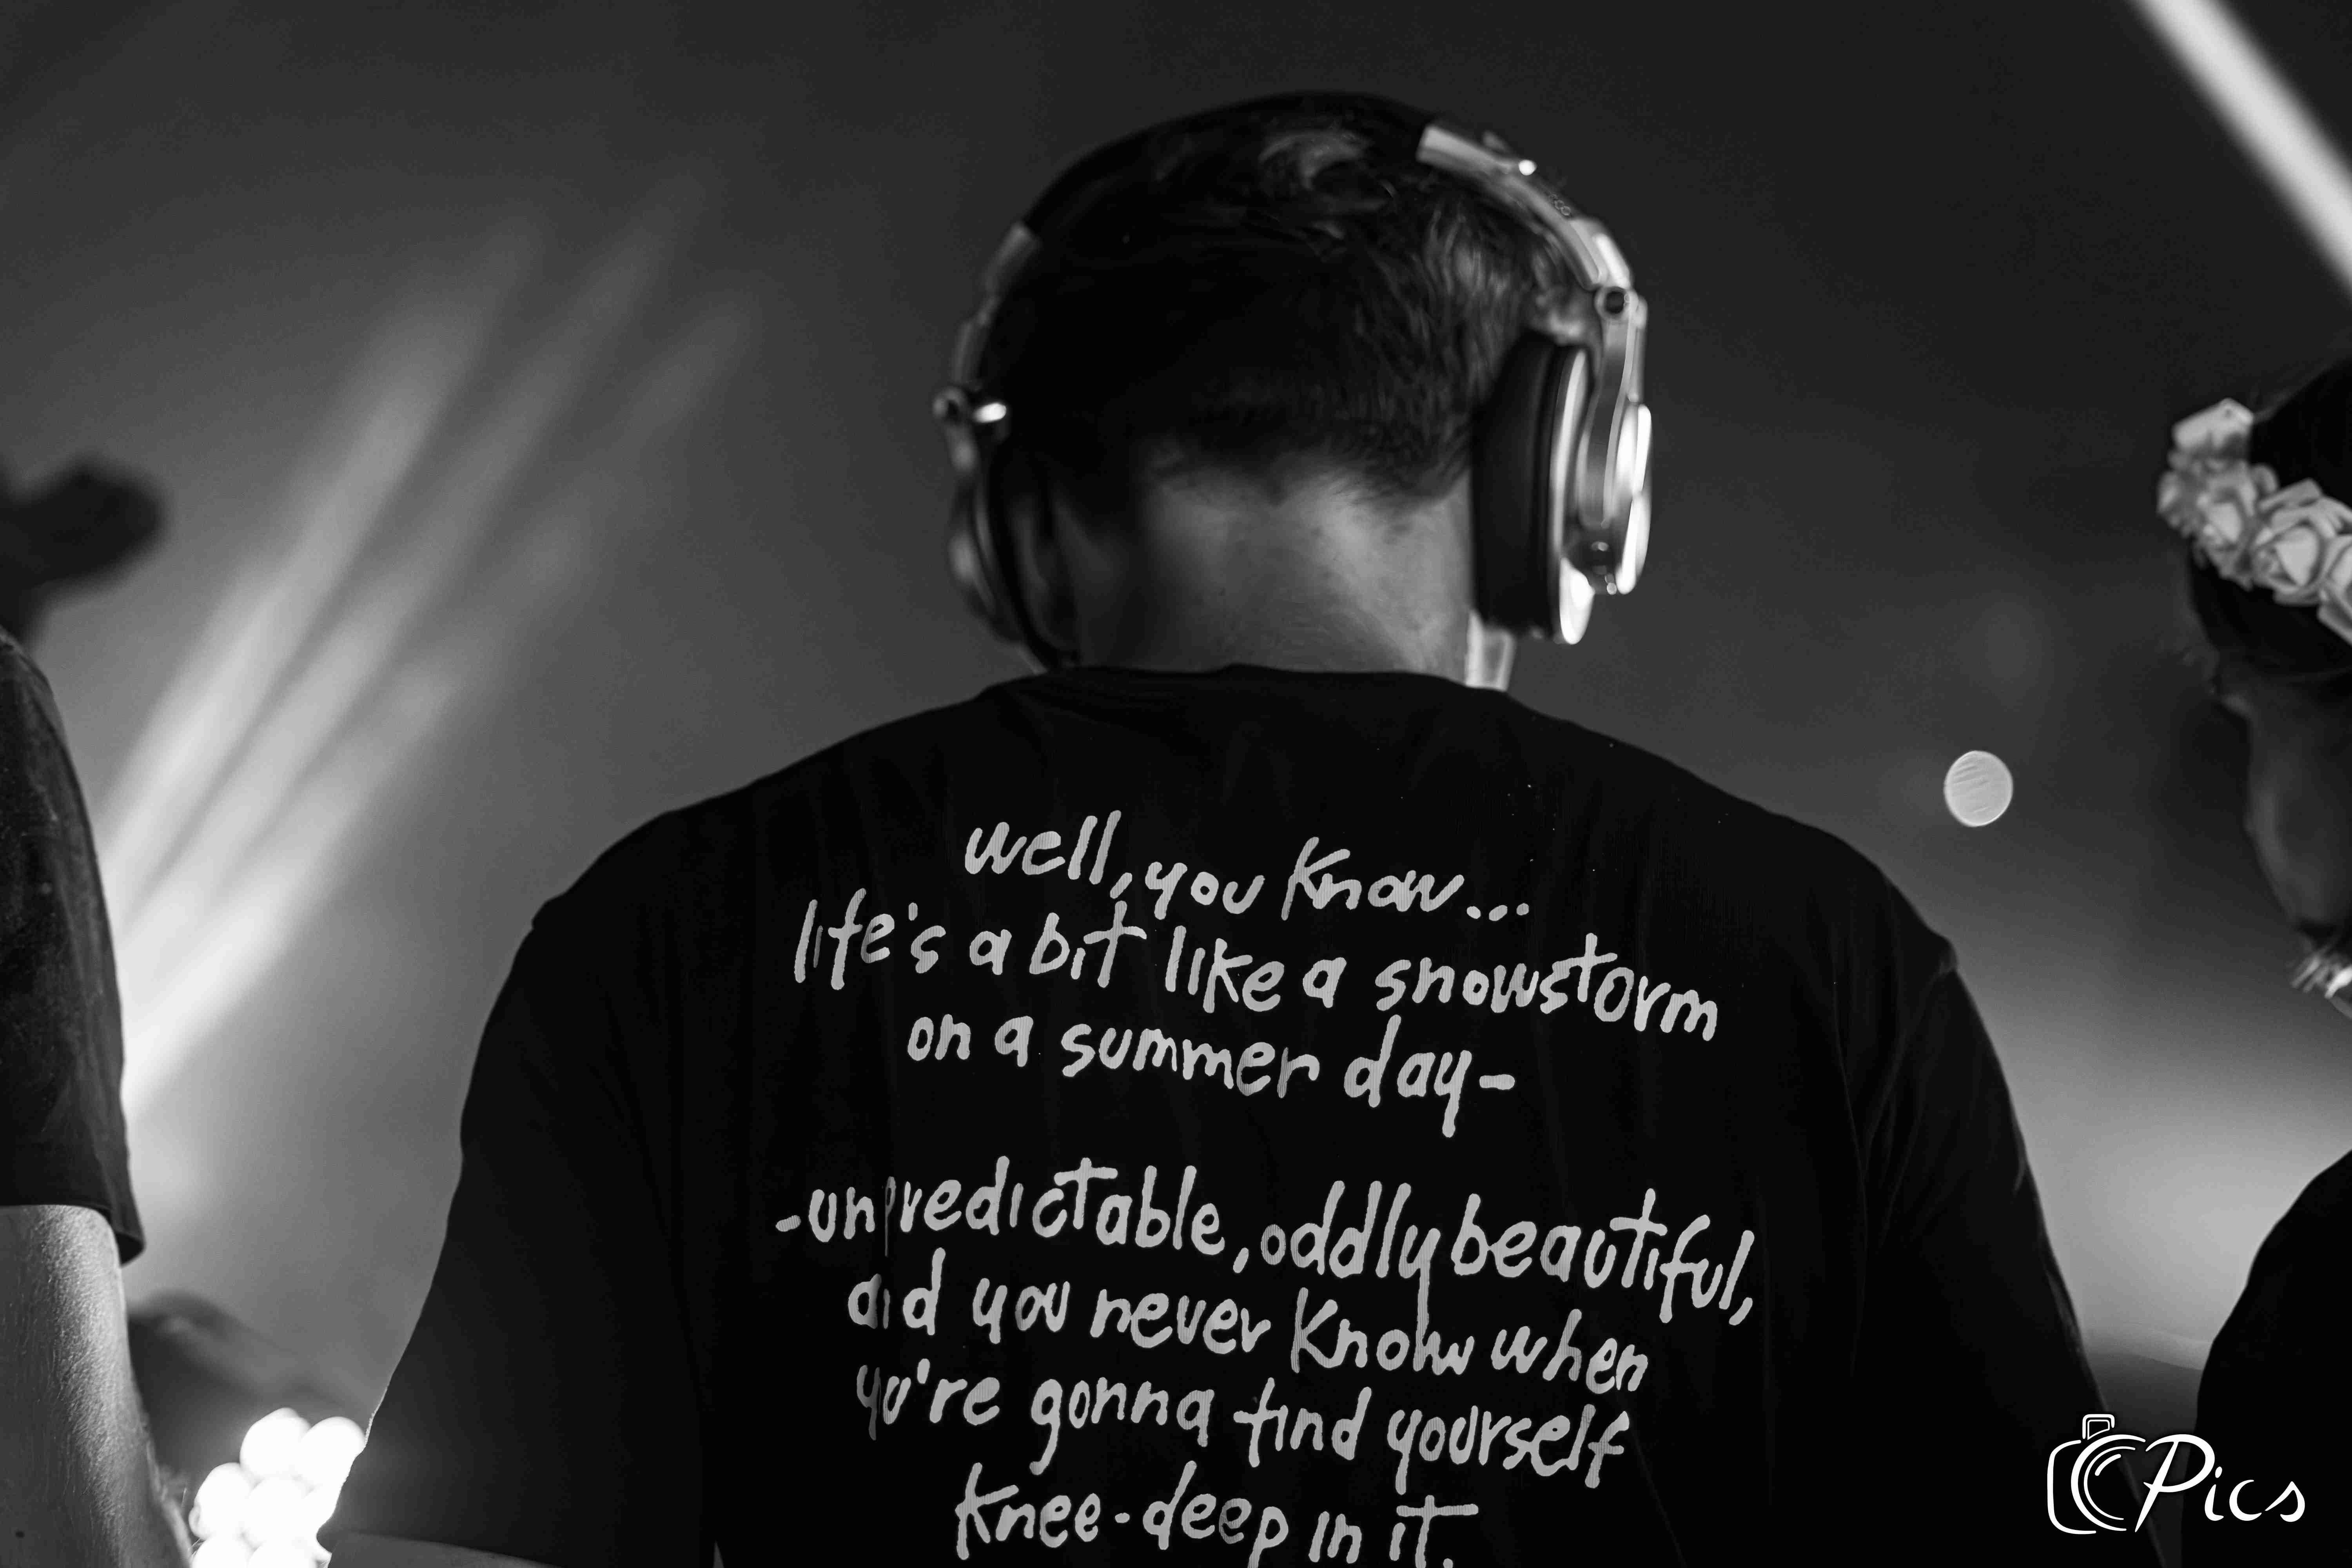 well, you know...
life's a bit like a snowstorm
on a summer day-
-unpredictable, oddly beautiful,
and you never know when
you're gonna find yourself
knee-deep in it.
CPics